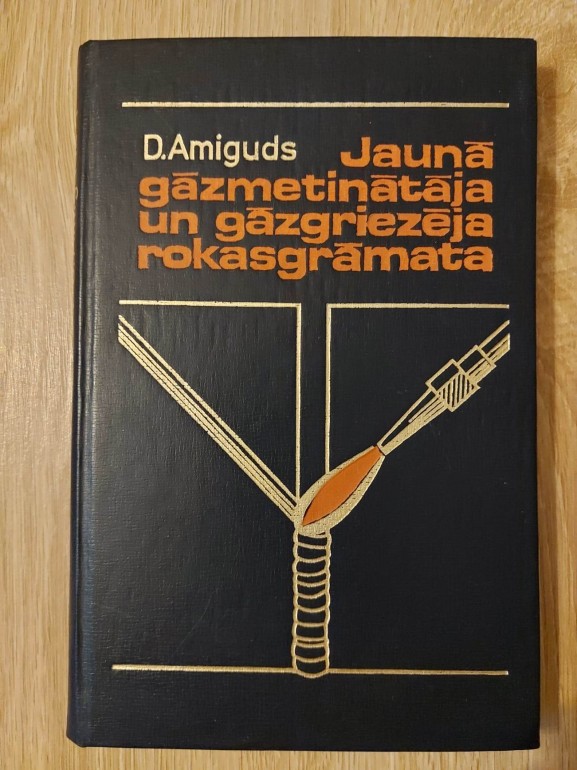 D.Amiguds Jaunā
gāzmetinātāja
un gāzgriezēja
rokasgrāmata